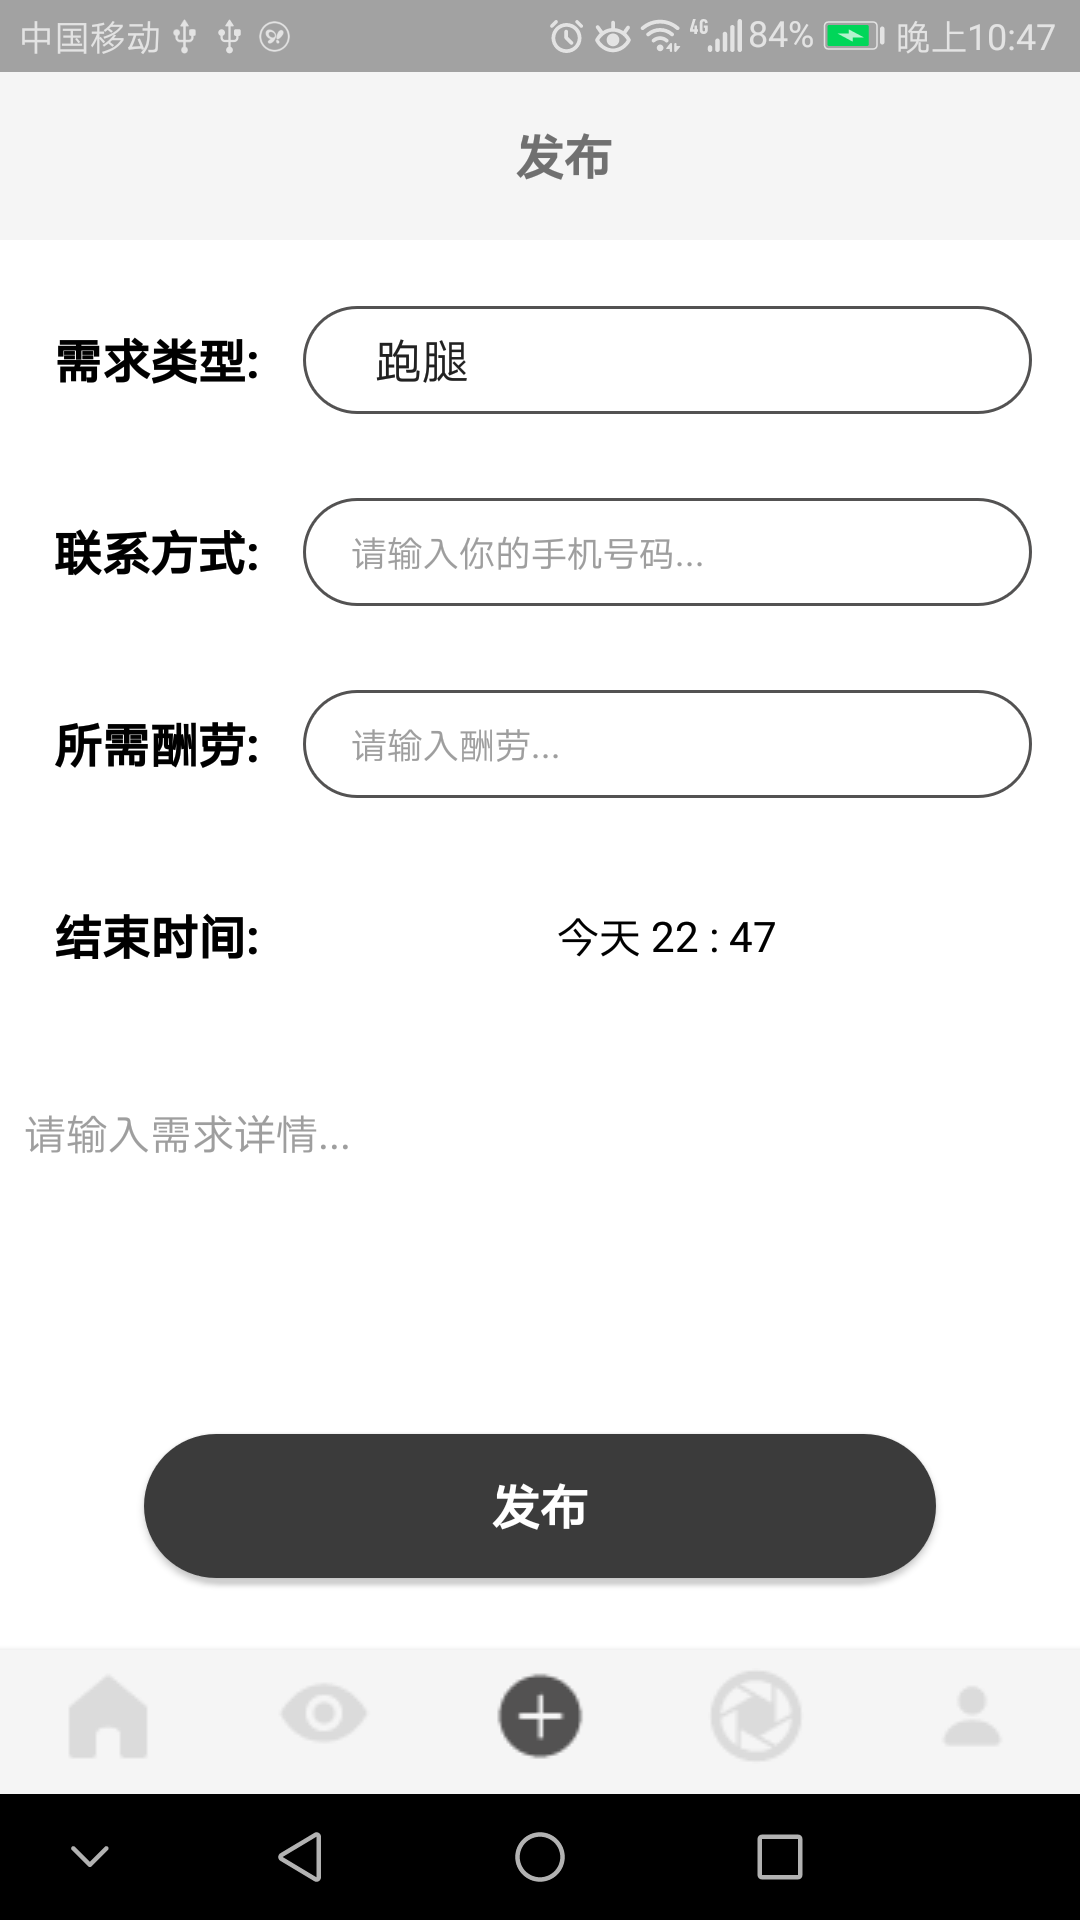 中国移动 4G 84% 晚上10:47
发布
需求类型: 跑腿
联系方式: 请输入你的手机号码...
所需酬劳: 请输入酬劳...
结束时间: 今天 22 : 47
请输入需求详情...
发布